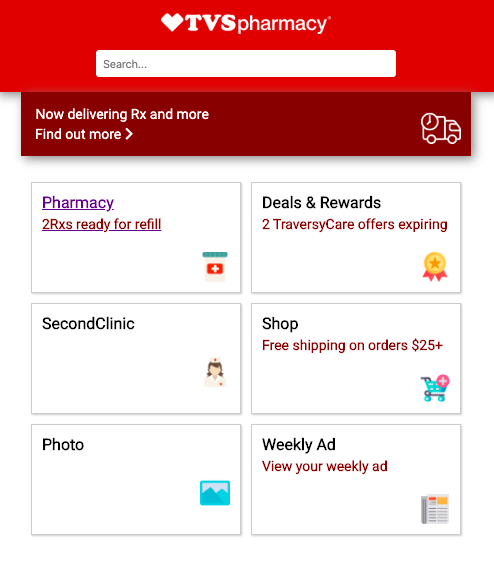 TVSpharmacy
Search...
Now delivering Rx and more
Find out more
Pharmacy
2Rxs ready for refill
Deals & Rewards
2 TraversyCare offers expiring
SecondClinic
Shop
Free shipping on orders $25+
Photo
Weekly Ad
View your weekly ad